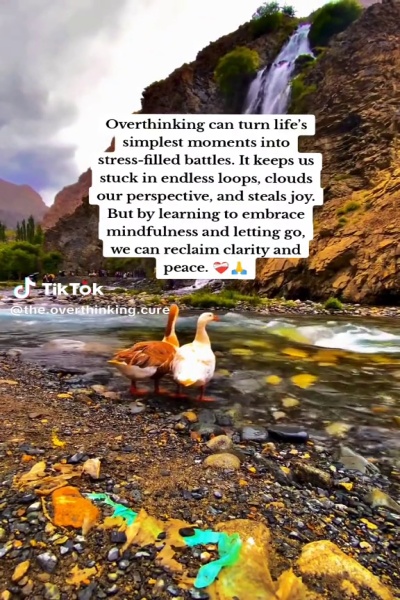 Overthinking can turn life's
simplest moments into
stress-filled battles. It keeps us
stuck in endless loops, clouds
our perspective, and steals joy.
But by learning to embrace
mindfulness and letting go,
we can reclaim clarity and
peace. ❤️‍🩹🙏
TikTok
@the.overthinking.cure